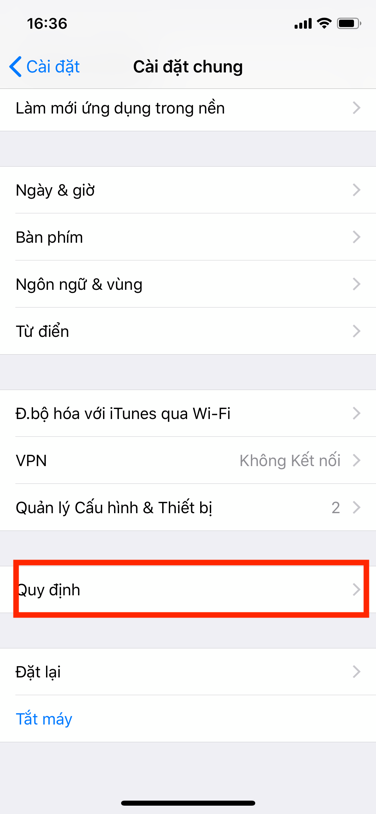 16:36
Cài đặt
Cài đặt chung
Làm mới ứng dụng trong nền
Ngày & giờ
Bàn phím
Ngôn ngữ & vùng
Từ điển
Đ.bộ hóa với iTunes qua Wi-Fi
VPN Không Kết nối
Quản lý Cấu hình & Thiết bị 2
Quy định
Đặt lại
Tắt máy